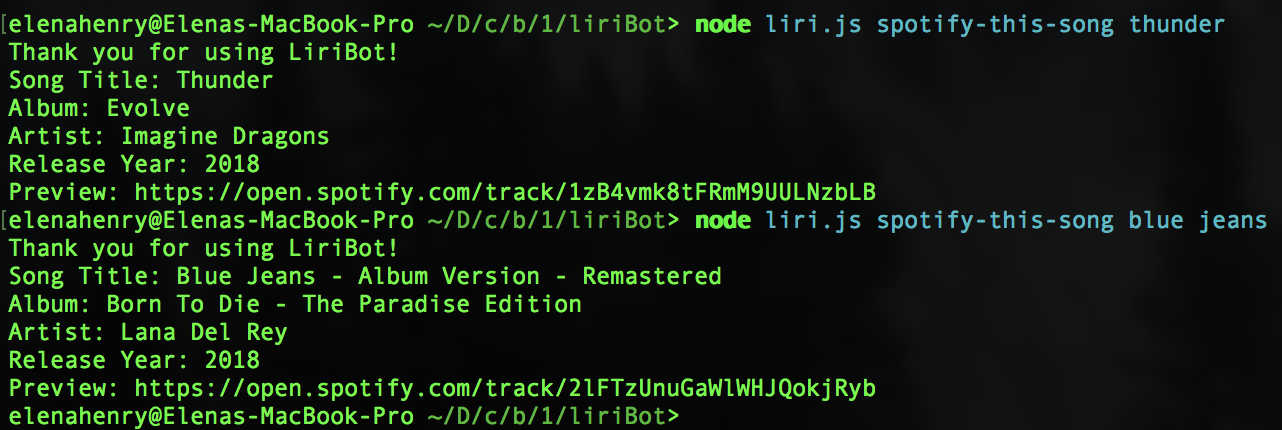 [elenahenry@Elenas-MacBook-Pro ~/D/c/b/1/liriBot> node liri.js spotify-this-song thunder
Thank you for using LiriBot!
Song Title: Thunder
Album: Evolve
Artist: Imagine Dragons
Release Year: 2018
Preview: https://open.spotify.com/track/1zB4vmk8tFRmM9UULNzbLB
[elenahenry@Elenas-MacBook-Pro ~/D/c/b/1/liriBot> node liri.js spotify-this-song blue jeans
Thank you for using LiriBot!
Song Title: Blue Jeans - Album Version - Remastered
Album: Born To Die - The Paradise Edition
Artist: Lana Del Rey
Release Year: 2018
Preview: https://open.spotify.com/track/2lFTzUnuGaWlWHJQokjRyb
elenahenry@Elenas-MacBook-Pro ~/D/c/b/1/liriBot>